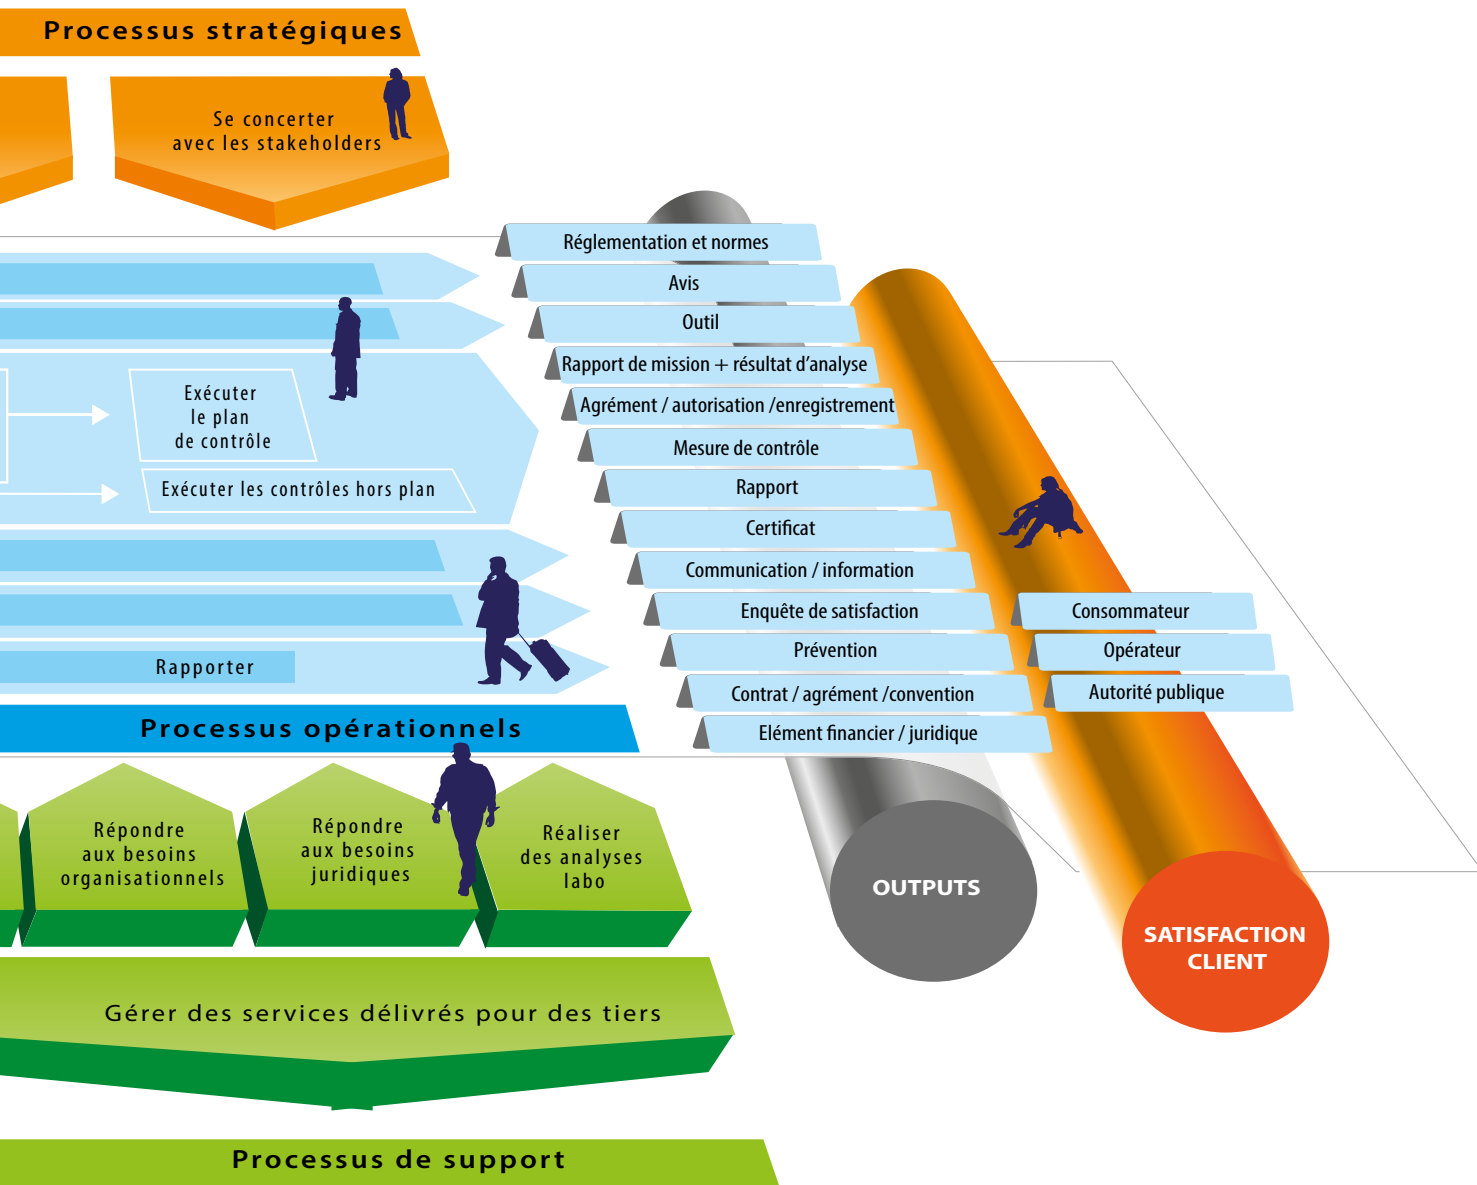 Processus stratégiques
Se concerter
avec les stakeholders
Réglementation et normes
Avis
Outil
Rapport de mission + résultat d'analyse
Agrément / autorisation /enregistrement
Mesure de contrôle
Rapport
Certificat
Communication / information
Enquête de satisfaction
Prévention
Contrat / agrément /convention
Elément financier / juridique
Exécuter
le plan
de contrôle
Exécuter les contrôles hors plan
Rapporter
Consommateur
Opérateur
Autorité publique
Processus opérationnels
Répondre
aux besoins
organisationnels
Répondre
aux besoins
juridiques
Réaliser
des analyses
labo
OUTPUTS
SATISFACTION
CLIENT
Gérer des services délivrés pour des tiers
Processus de support